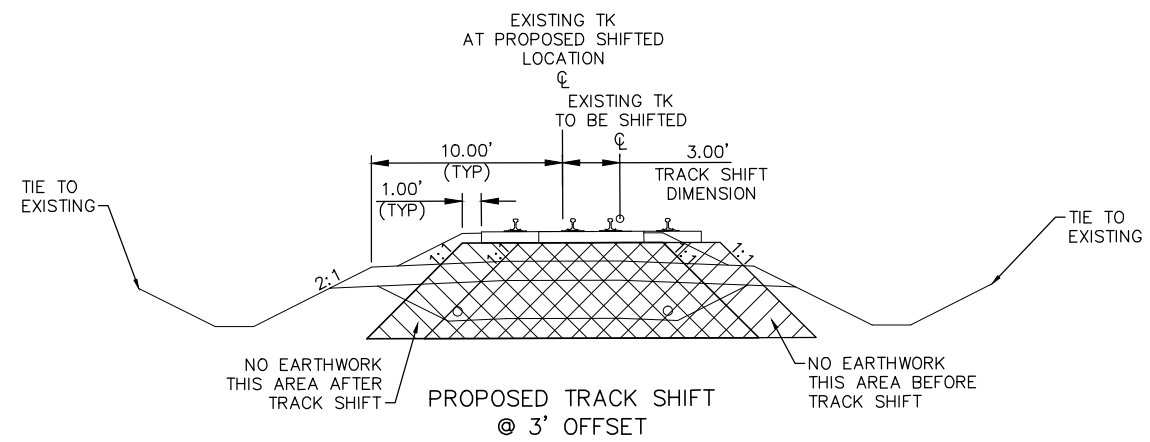 EXISTING TK
AT PROPOSED SHIFTED
LOCATION
℄
EXISTING TK
TO BE SHIFTED
℄
10.00'
(TYP)
3.00'
TRACK SHIFT
DIMENSION
1.00'
(TYP)
TIE TO
EXISTING
TIE TO
EXISTING
2:1
1:1
1:1
1:1
1:1
NO EARTHWORK
THIS AREA AFTER
TRACK SHIFT
NO EARTHWORK
THIS AREA BEFORE
TRACK SHIFT
PROPOSED TRACK SHIFT
@ 3' OFFSET